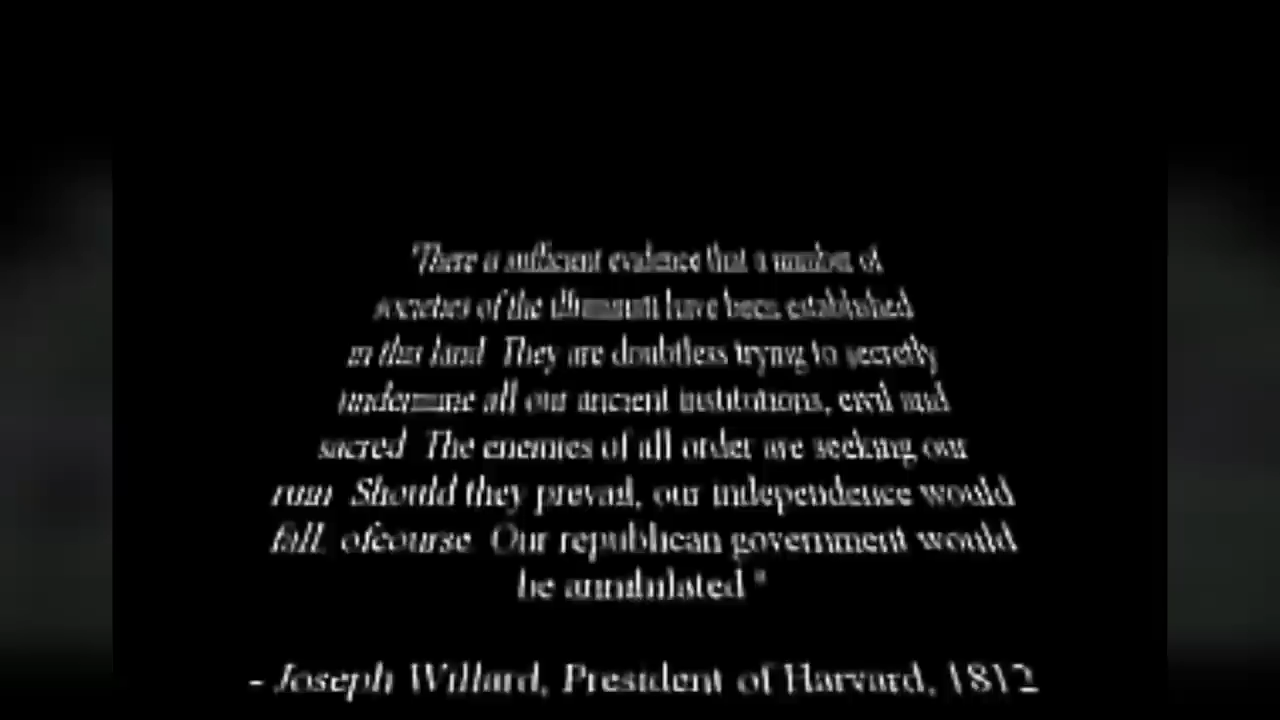 "There is sufficient evidence that a number of
societies of the illuminati have been established
in this land They are doubtless trying to secretly
undermine all our ancient institutions, civil and
sacred The enemies of all order are seeking our
ruin Should they prevail, our independence would
fall, ofcourse Our republican government would
be annihilated "
- Joseph Willard, President of Harvard, 1812